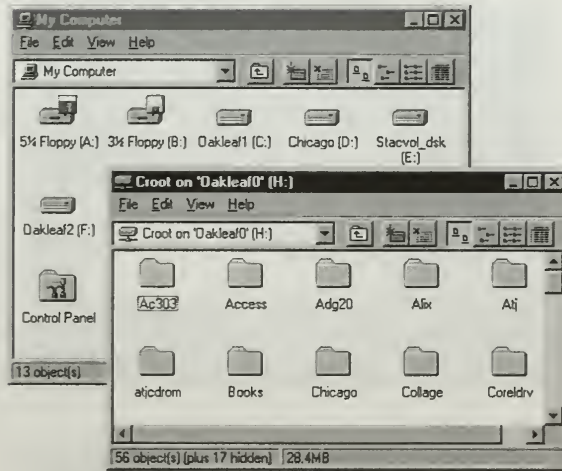 My Computer
File Edit View Help
My Computer
5¼ Floppy (A:) 3½ Floppy (B:) Oakleaf1 (C:) Chicago (D:) Stacvol_dsk (E:)
Oakleaf2 (F:)
Control Panel
13 object(s)
Croot on 'Oakleaf0' (H:)
File Edit View Help
Croot on 'Oakleaf0' (H:)
Ac303 Access Adg20 Alix Atj
atjcdrom Books Chicago Collage Coreldrv
56 object(s) (plus 17 hidden) 28.4MB